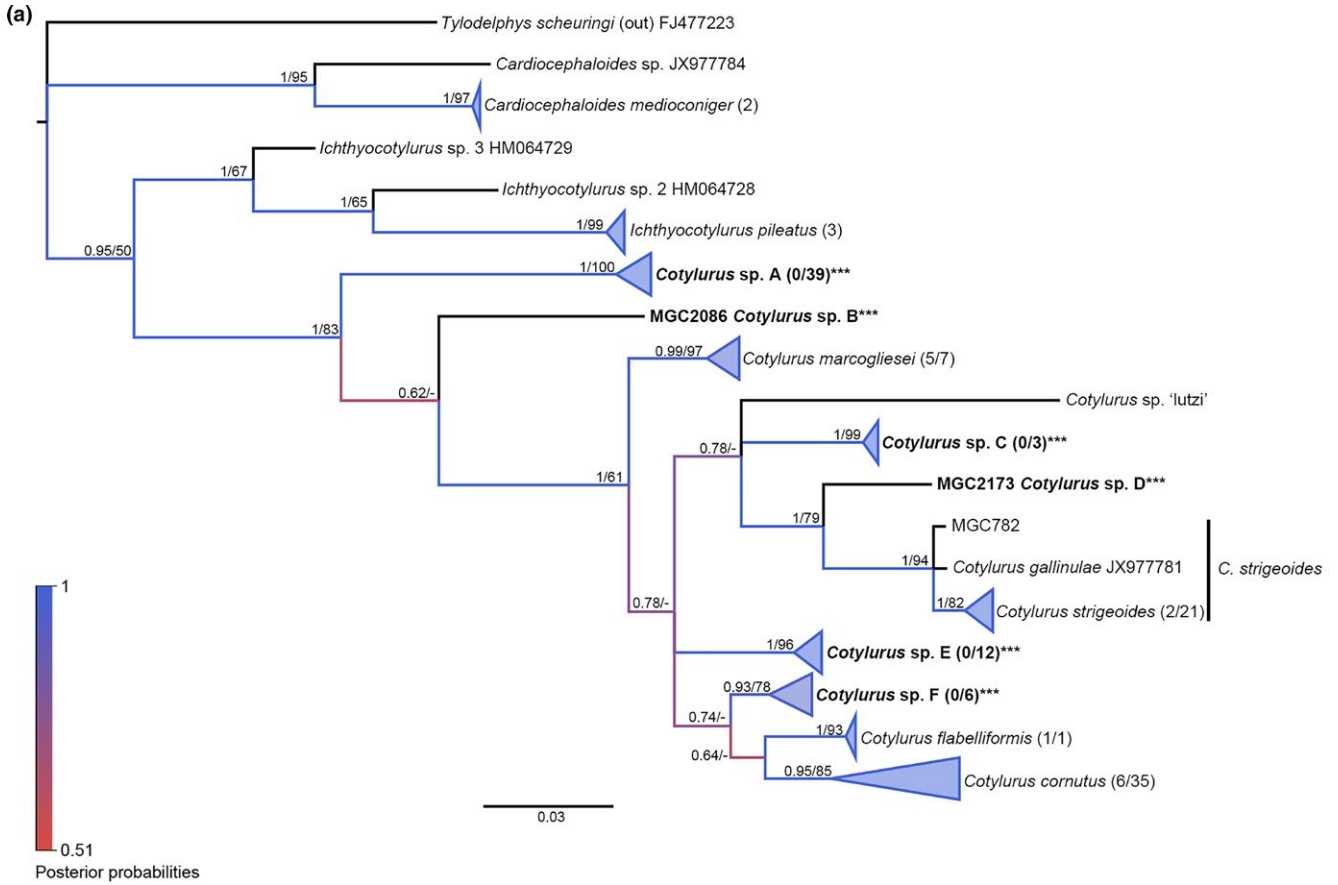 (a)
Tylodelphys scheuringi (out) FJ477223
Cardiocephaloides sp. JX977784
1/95
1/97
Cardiocephaloides medioconiger (2)
Ichthyocotylurus sp. 3 HM064729
1/67
Ichthyocotylurus sp. 2 HM064728
1/65
1/99
Ichthyocotylurus pileatus (3)
0.95/50
1/100
Cotylurus sp. A (0/39)***
MGC2086 Cotylurus sp. B***
1/83
0.99/97
Cotylurus marcogliesei (5/7)
0.62/-
Cotylurus sp. ‘lutzi’
1/99
Cotylurus sp. C (0/3)***
0.78/-
1/61
MGC2173 Cotylurus sp. D***
1/79
MGC782
1/94
Cotylurus gallinulae JX977781
C. strigeoides
1/82
Cotylurus strigeoides (2/21)
0.78/-
1/96
Cotylurus sp. E (0/12)***
0.93/78
Cotylurus sp. F (0/6)***
0.74/-
1/93
Cotylurus flabelliformis (1/1)
0.64/-
0.95/85
Cotylurus cornutus (6/35)
0.03
1
0.51
Posterior probabilities